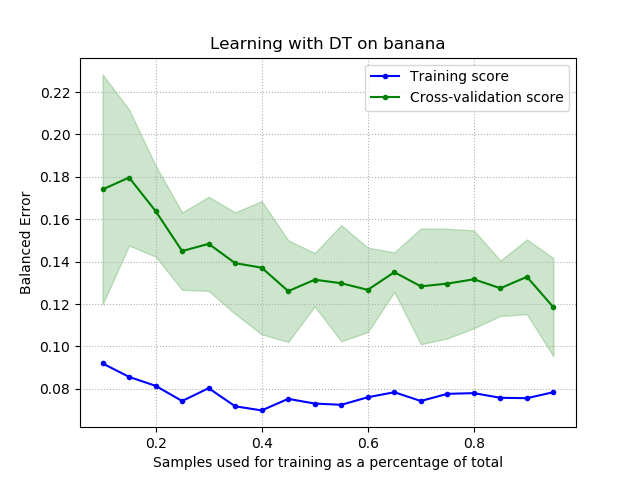 Learning with DT on banana
Training score
Cross-validation score
Balanced Error
0.22
0.20
0.18
0.16
0.14
0.12
0.10
0.08
0.2 0.4 0.6 0.8
Samples used for training as a percentage of total